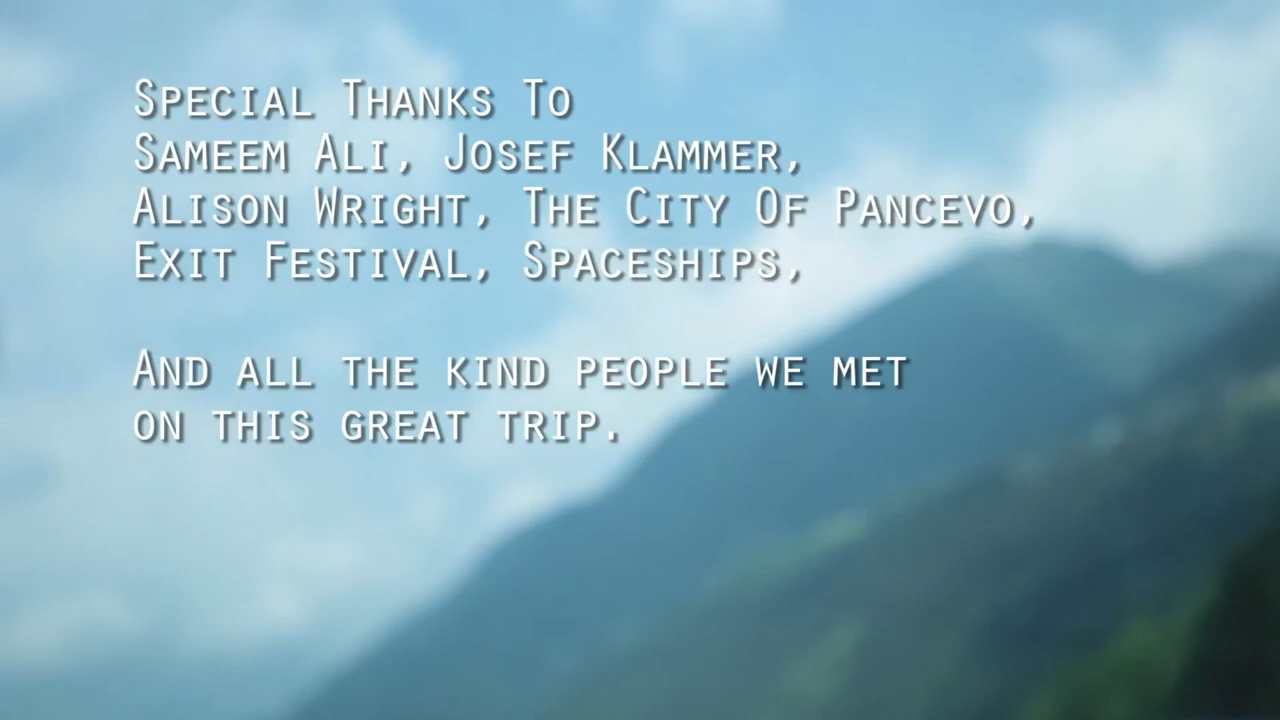 Special Thanks To
Sameem Ali, Josef Klammer,
Alison Wright, The City Of Pancevo,
Exit Festival, Spaceships,
And all the kind people we met
on this great trip.